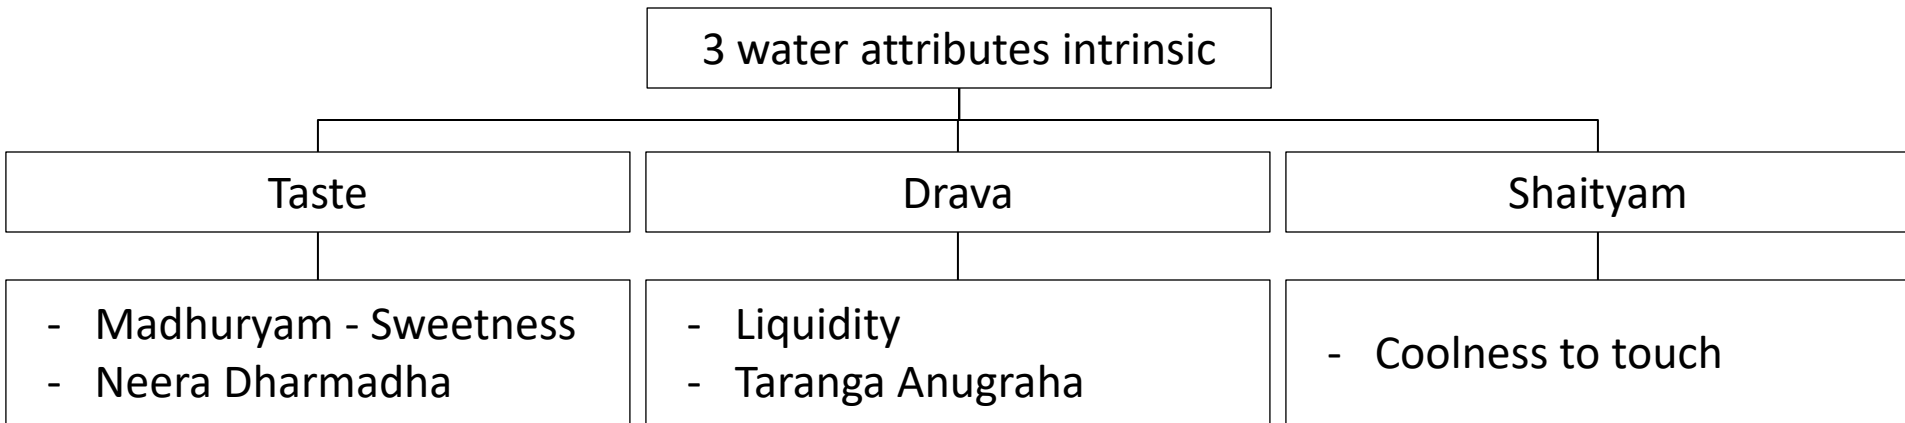 3 water attributes intrinsic
Taste
Drava
Shaityam
- Madhuryam - Sweetness
- Neera Dharmadha
- Liquidity
- Taranga Anugraha
- Coolness to touch